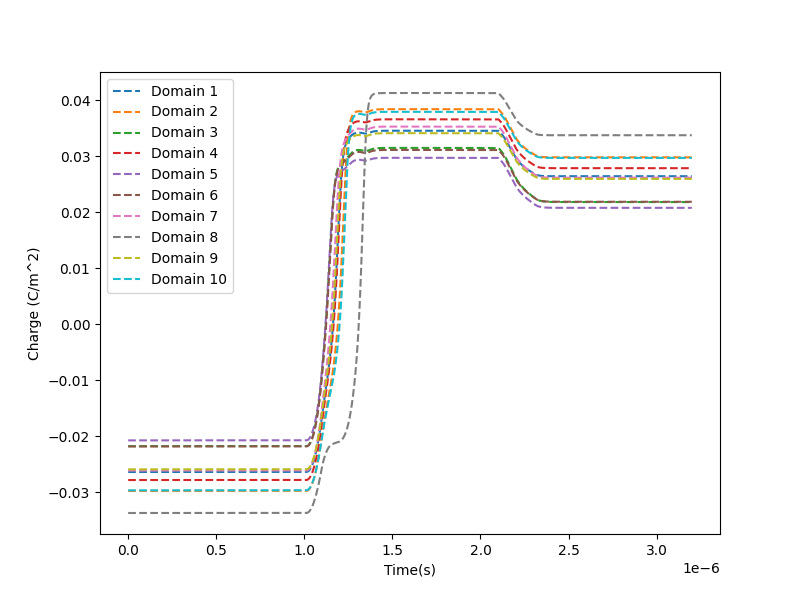 Domain 1
Domain 2
Domain 3
Domain 4
Domain 5
Domain 6
Domain 7
Domain 8
Domain 9
Domain 10
Charge (C/m^2)
0.04
0.03
0.02
0.01
0.00
−0.01
−0.02
−0.03
0.0 0.5 1.0 1.5 2.0 2.5 3.0
Time(s)
1e−6